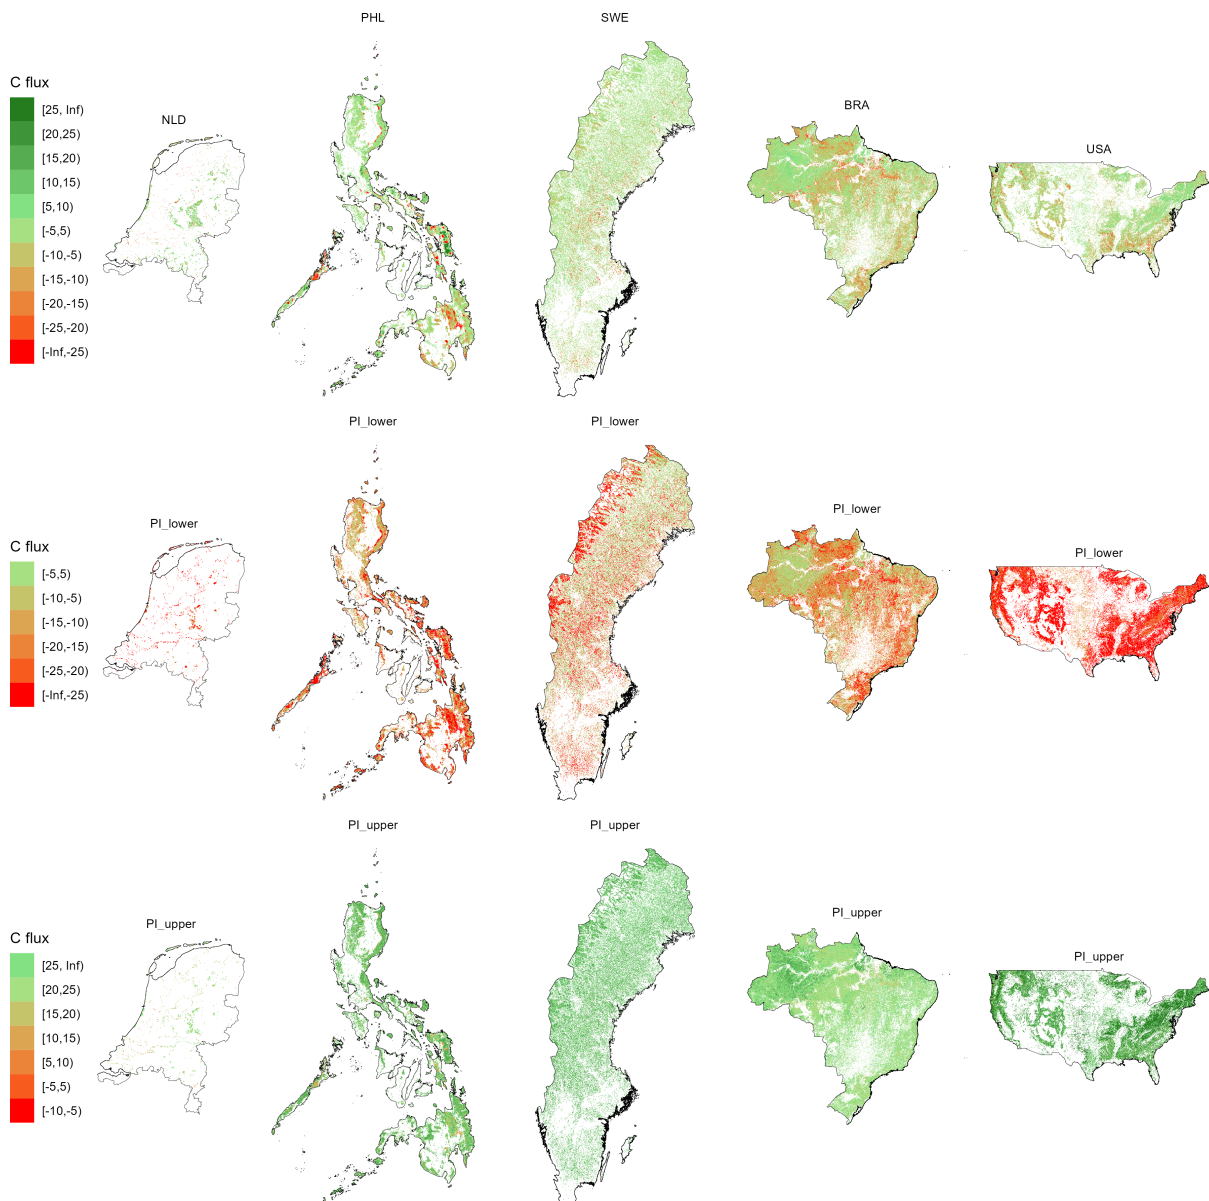 PHL
SWE
C flux
BRA
NLD
USA
[25, Inf)
[20,25)
[15,20)
[10,15)
[5,10)
[-5,5)
[-10,-5)
[-15,-10)
[-20,-15)
[-25,-20)
[-Inf,-25)
PI_lower
PI_lower
PI_lower
PI_lower
PI_lower
C flux
[-5,5)
[-10,-5)
[-15,-10)
[-20,-15)
[-25,-20)
[-Inf,-25)
PI_upper
PI_upper
PI_upper
PI_upper
PI_upper
C flux
[25, Inf)
[20,25)
[15,20)
[10,15)
[5,10)
[-5,5)
[-10,-5)